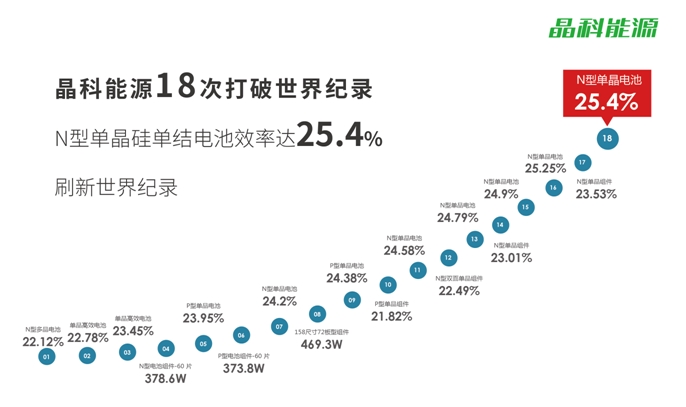 晶科能源
晶科能源18次打破世界纪录
N型单晶硅单结电池效率达25.4%
刷新世界纪录
N型多晶电池
22.12%
01
单晶高效电池
22.78%
02
单晶高效电池
23.45%
03
04
N型电池组件-60 片
378.6W
P型单晶电池
23.95%
05
06
P型电池组件-60 片
373.8W
N型单晶电池
24.2%
07
08
158尺寸72板型组件
469.3W
P型单晶电池
24.38%
09
10
P型单晶组件
21.82%
N型单晶电池
24.58%
11
12
N型双面单晶组件
22.49%
N型单晶电池
24.79%
13
14
N型单晶组件
23.01%
N型单晶电池
24.9%
15
N型单晶电池
25.25%
16
17
N型单晶组件
23.53%
N型单晶电池
25.4%
18